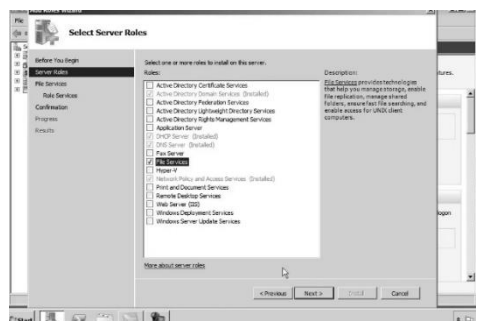 Add Roles Wizard
File
Select Server Roles
Before You Begin
Server Roles
File Services
Role Services
Confirmation
Progress
Results
Select one or more roles to install on this server.
Roles:
Active Directory Certificate Services
Active Directory Domain Services (Installed)
Active Directory Federation Services
Active Directory Lightweight Directory Services
Active Directory Rights Management Services
Application Server
DHCP Server (Installed)
DNS Server (Installed)
Fax Server
File Services
Hyper-V
Network Policy and Access Services (Installed)
Print and Document Services
Remote Desktop Services
Web Server (IIS)
Windows Deployment Services
Windows Server Update Services
More about server roles
Description:
File Services provides technologies
that help you manage storage, enable
file replication, manage shared
folders, ensure fast file searching, and
enable access for UNIX client
computers.
tures.
logon
< Previous
Next >
Install
Cancel
Start